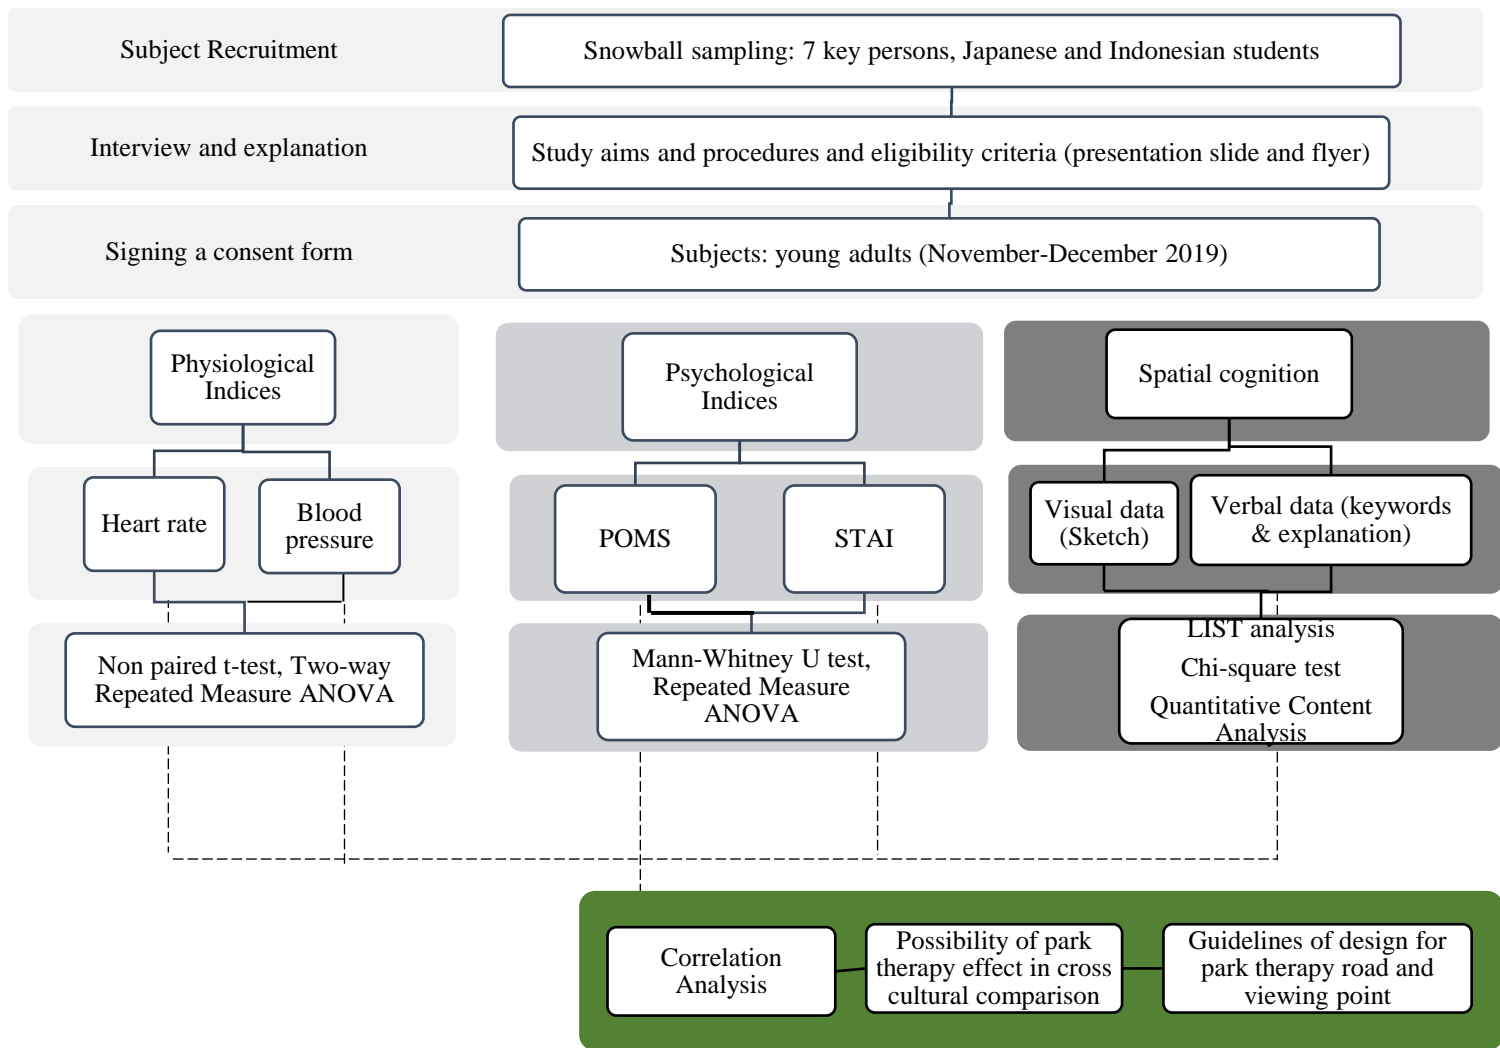 Subject Recruitment
Snowball sampling: 7 key persons, Japanese and Indonesian students
Interview and explanation
Study aims and procedures and eligibility criteria (presentation slide and flyer)
Signing a consent form
Subjects: young adults (November-December 2019)
Physiological
Indices
Psychological
Indices
Spatial cognition
Heart rate
Blood
pressure
POMS
STAI
Visual data
(Sketch)
Verbal data (keywords
& explanation)
Non paired t-test, Two-way
Repeated Measure ANOVA
Mann-Whitney U test,
Repeated Measure
ANOVA
LIST analysis
Chi-square test
Quantitative Content
Analysis
Correlation
Analysis
Possibility of park
therapy effect in cross
cultural comparison
Guidelines of design for
park therapy road and
viewing point